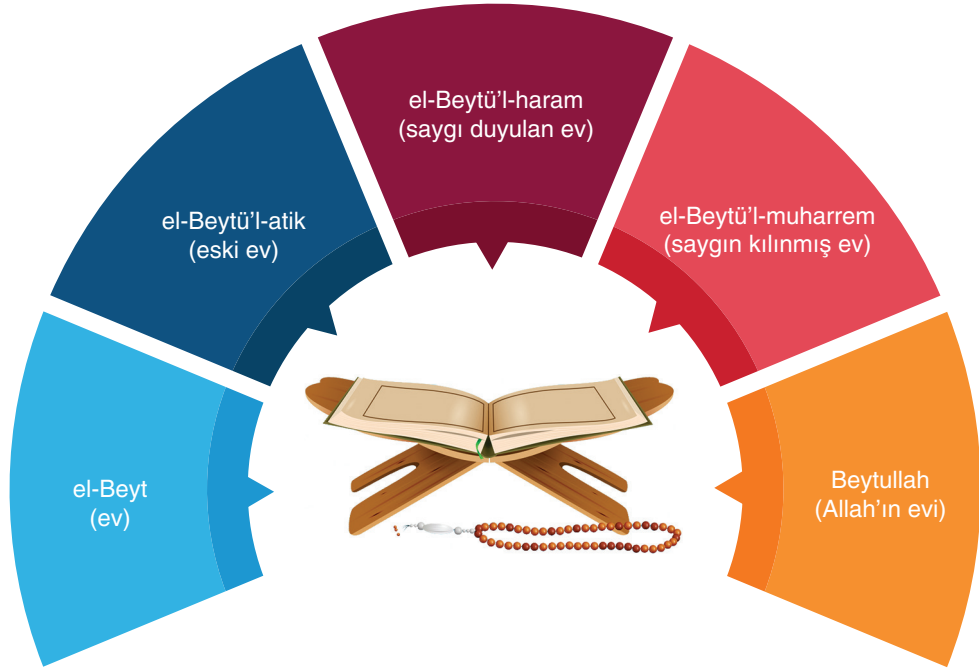 el-Beyt
(ev)
el-Beytü’l-atik
(eski ev)
el-Beytü’l-haram
(saygı duyulan ev)
el-Beytü’l-muharrem
(saygın kılınmış ev)
Beytullah
(Allah’ın evi)